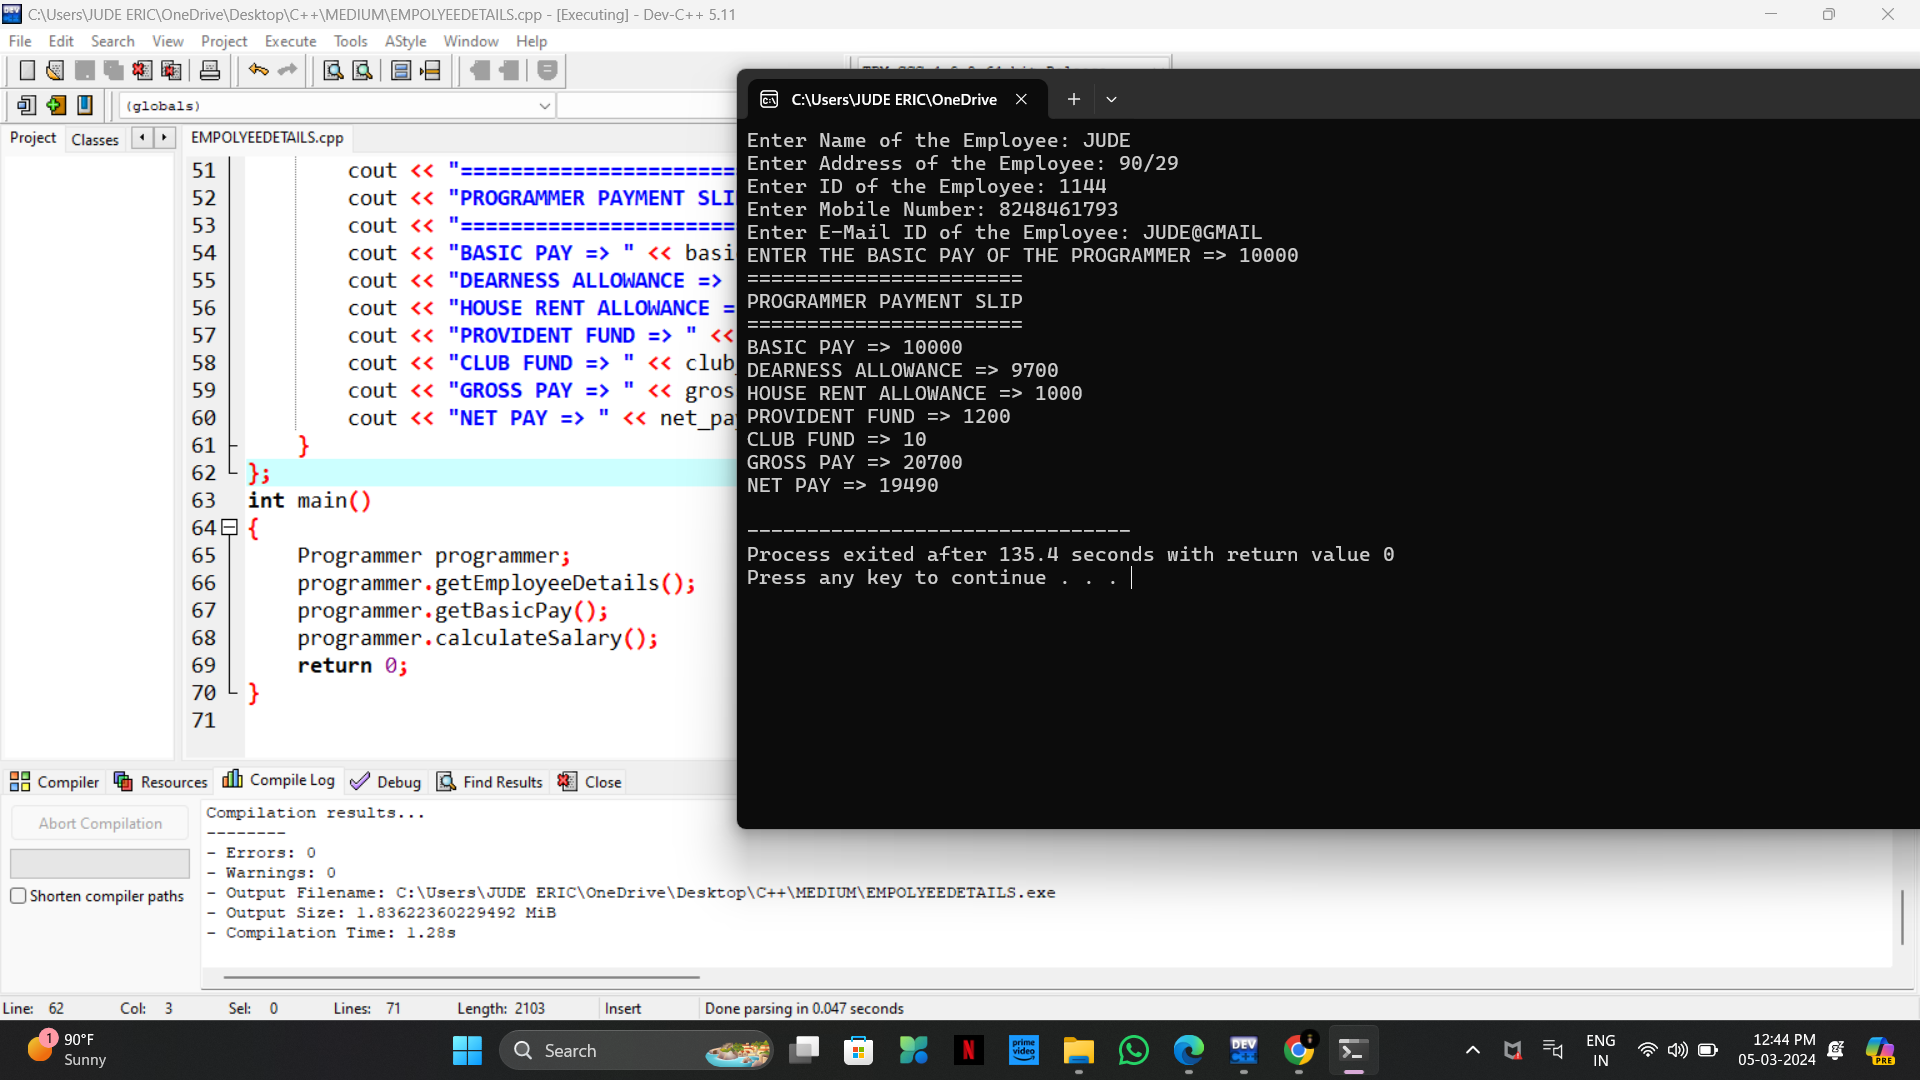 C:\Users\JUDE ERIC\OneDrive\Desktop\C++\MEDIUM\EMPOLYEEDETAILS.cpp - [Executing] - Dev-C++ 5.11
File Edit Search View Project Execute Tools AStyle Window Help
(globals)
Project Classes
EMPOLYEEDETAILS.cpp
51 cout << "======================
52 cout << "PROGRAMMER PAYMENT SLI
53 cout << "======================
54 cout << "BASIC PAY => " << basi
55 cout << "DEARNESS ALLOWANCE =>
56 cout << "HOUSE RENT ALLOWANCE =
57 cout << "PROVIDENT FUND => " <<
58 cout << "CLUB FUND => " << club_
59 cout << "GROSS PAY => " << gros
60 cout << "NET PAY => " << net_pa
61 }
62 };
63 int main()
64 {
65 Programmer programmer;
66 programmer.getEmployeeDetails();
67 programmer.getBasicPay();
68 programmer.calculateSalary();
69 return 0;
70 }
71
C:\Users\JUDE ERIC\OneDrive
Enter Name of the Employee: JUDE
Enter Address of the Employee: 90/29
Enter ID of the Employee: 1144
Enter Mobile Number: 8248461793
Enter E-Mail ID of the Employee: JUDE@GMAIL
ENTER THE BASIC PAY OF THE PROGRAMMER => 10000
=======================
PROGRAMMER PAYMENT SLIP
=======================
BASIC PAY => 10000
DEARNESS ALLOWANCE => 9700
HOUSE RENT ALLOWANCE => 1000
PROVIDENT FUND => 1200
CLUB FUND => 10
GROSS PAY => 20700
NET PAY => 19490
--------------------------------
Process exited after 135.4 seconds with return value 0
Press any key to continue . . .
Compiler Resources Compile Log Debug Find Results Close
Abort Compilation
Shorten compiler paths
Compilation results...
--------
- Errors: 0
- Warnings: 0
- Output Filename: C:\Users\JUDE ERIC\OneDrive\Desktop\C++\MEDIUM\EMPOLYEEDETAILS.exe
- Output Size: 1.83622360229492 MiB
- Compilation Time: 1.28s
Line: 62 Col: 3 Sel: 0 Lines: 71 Length: 2103 Insert Done parsing in 0.047 seconds
1
90°F
Sunny
Search
N
prime video
DEV C++
ENG
IN
12:44 PM
05-03-2024
PRE